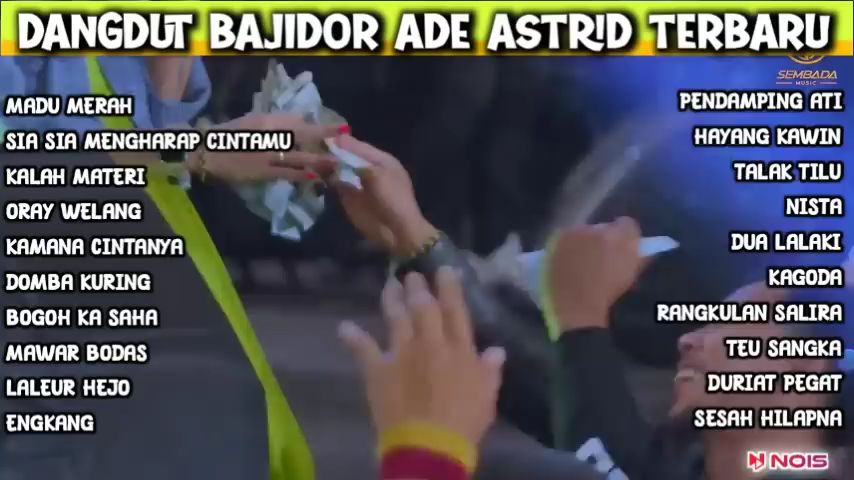 DANGDUT BAJIDOR ADE ASTRID TERBARU
SEMBADA
MUSIC
MADU MERAH
SIA SIA MENGHARAP CINTAMU
KALAH MATERI
ORAY WELANG
KAMANA CINTANYA
DOMBA KURING
BOGOH KA SAHA
MAWAR BODAS
LALEUR HEJO
ENGKANG
PENDAMPING ATI
HAYANG KAWIN
TALAK TILU
NISTA
DUA LALAKI
KAGODA
RANGKULAN SALIRA
TEU SANGKA
DURIAT PEGAT
SESAH HILAPNA
NOIS